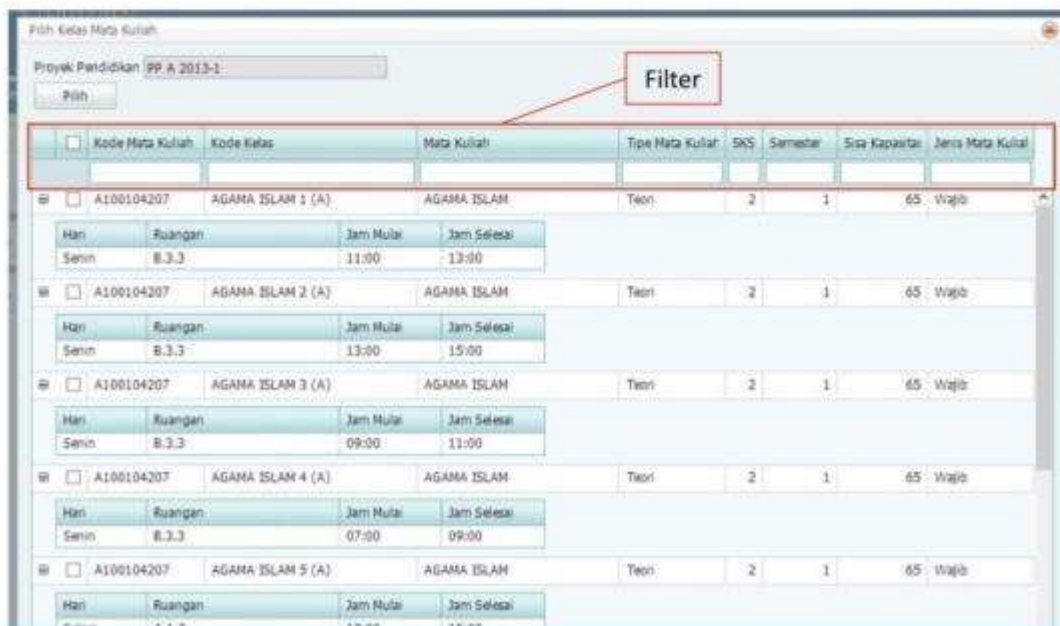 Pilih Kelas Mata Kuliah
Proyek Pendidikan PP A 2013-1
Pilih
Filter
Kode Mata Kuliah Kode Kelas Mata Kuliah Tipe Mata Kuliah SKS Semester Sisa Kapasitas Jenis Mata Kuliah
A100104207 AGAMA ISLAM 1 (A) AGAMA ISLAM Teori 2 1 65 Wajib
Hari Ruangan Jam Mulai Jam Selesai
Senin B.3.3 11:00 13:00
A100104207 AGAMA ISLAM 2 (A) AGAMA ISLAM Teori 2 1 65 Wajib
Hari Ruangan Jam Mulai Jam Selesai
Senin B.3.3 13:00 15:00
A100104207 AGAMA ISLAM 3 (A) AGAMA ISLAM Teori 2 1 65 Wajib
Hari Ruangan Jam Mulai Jam Selesai
Senin B.3.3 09:00 11:00
A100104207 AGAMA ISLAM 4 (A) AGAMA ISLAM Teori 2 1 65 Wajib
Hari Ruangan Jam Mulai Jam Selesai
Senin B.3.3 07:00 09:00
A100104207 AGAMA ISLAM 5 (A) AGAMA ISLAM Teori 2 1 65 Wajib
Hari Ruangan Jam Mulai Jam Selesai